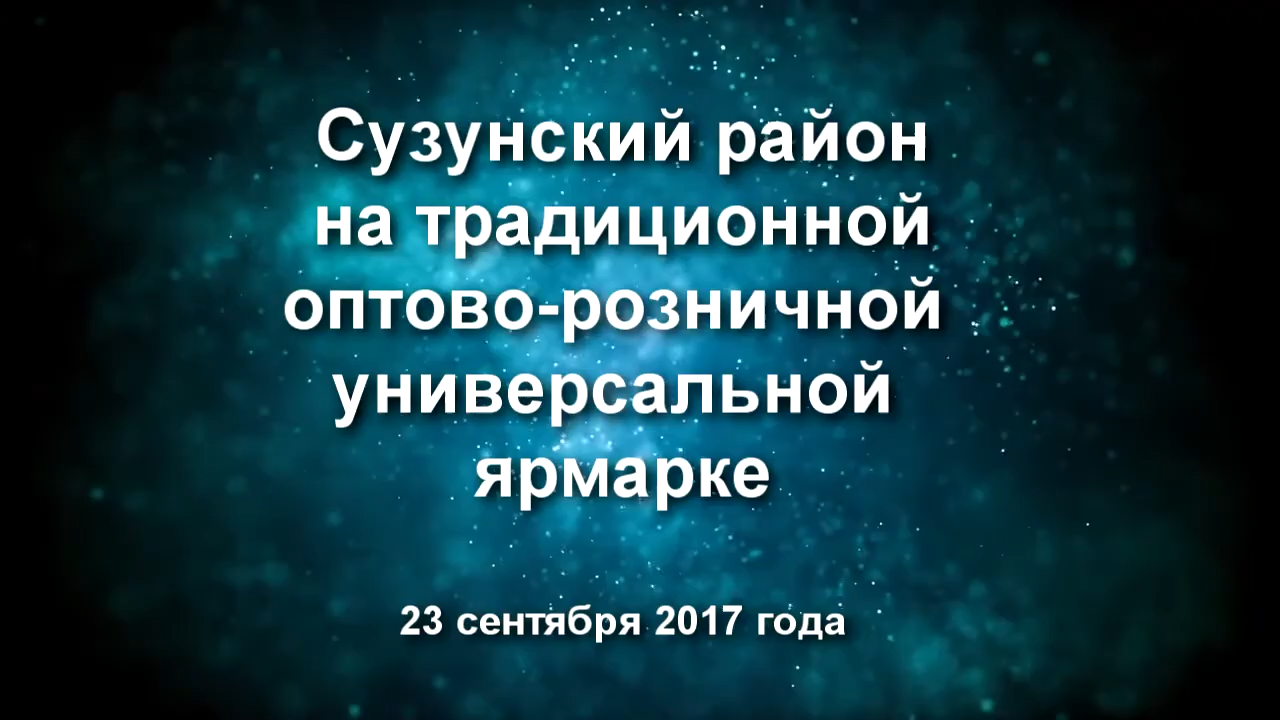 Сузунский район
на традиционной
оптово-розничной
универсальной
ярмарке
23 сентября 2017 года